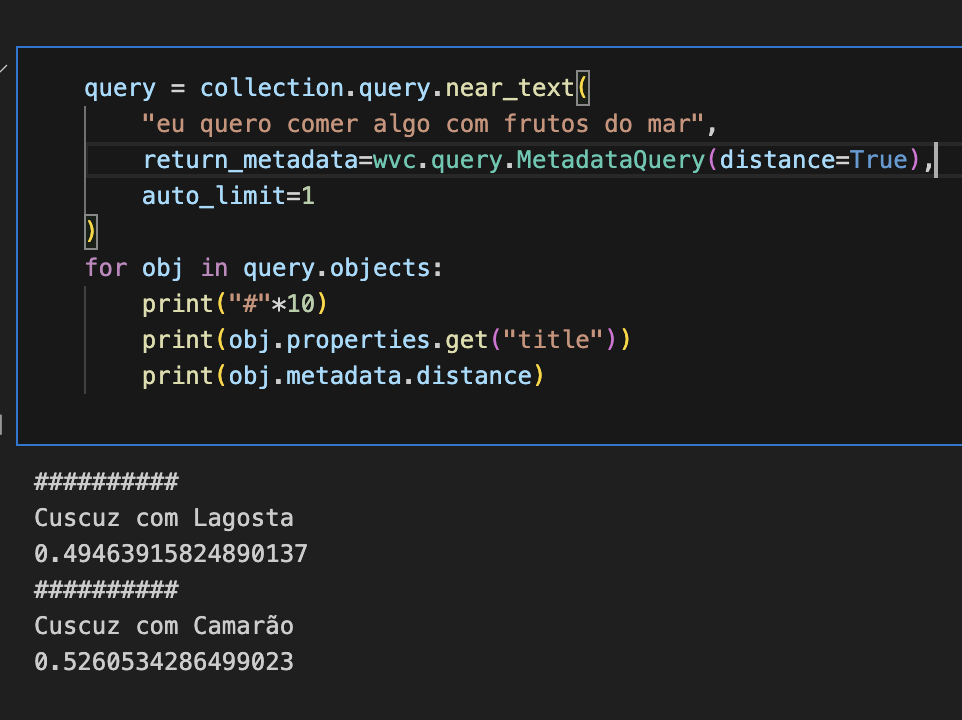 query = collection.query.near_text(
    "eu quero comer algo com frutos do mar",
    return_metadata=wvc.query.MetadataQuery(distance=True),
    auto_limit=1
)
for obj in query.objects:
    print("#"*10)
    print(obj.properties.get("title"))
    print(obj.metadata.distance)
##########
Cuscuz com Lagosta
0.49463915824890137
##########
Cuscuz com Camarão
0.5260534286499023